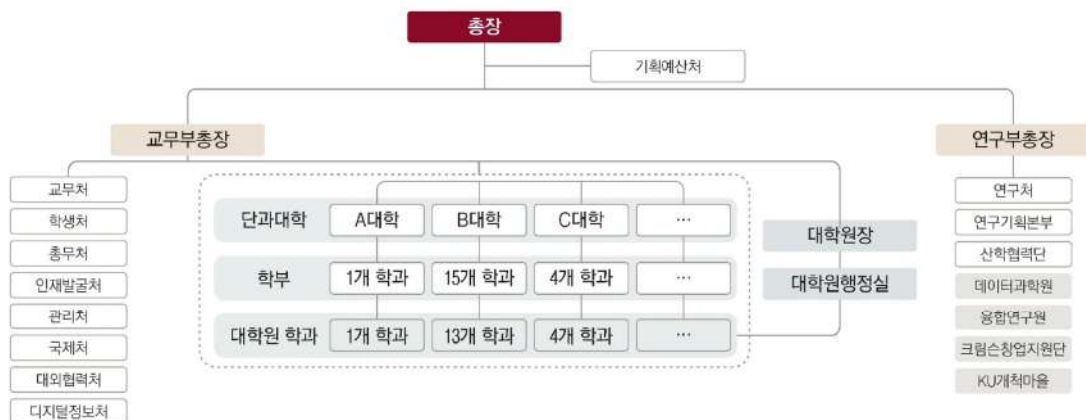 총장
기획예산처
교무부총장
연구부총장
교무처
학생처
총무처
인재발굴처
관리처
국제처
대외협력처
디지털정보처
단과대학 A대학 B대학 C대학 ···
학부 1개 학과 15개 학과 4개 학과 ···
대학원 학과 1개 학과 13개 학과 4개 학과 ···
대학원장
대학원행정실
연구처
연구기획본부
산학협력단
데이터과학원
융합연구원
크림슨창업지원단
KU개척마을